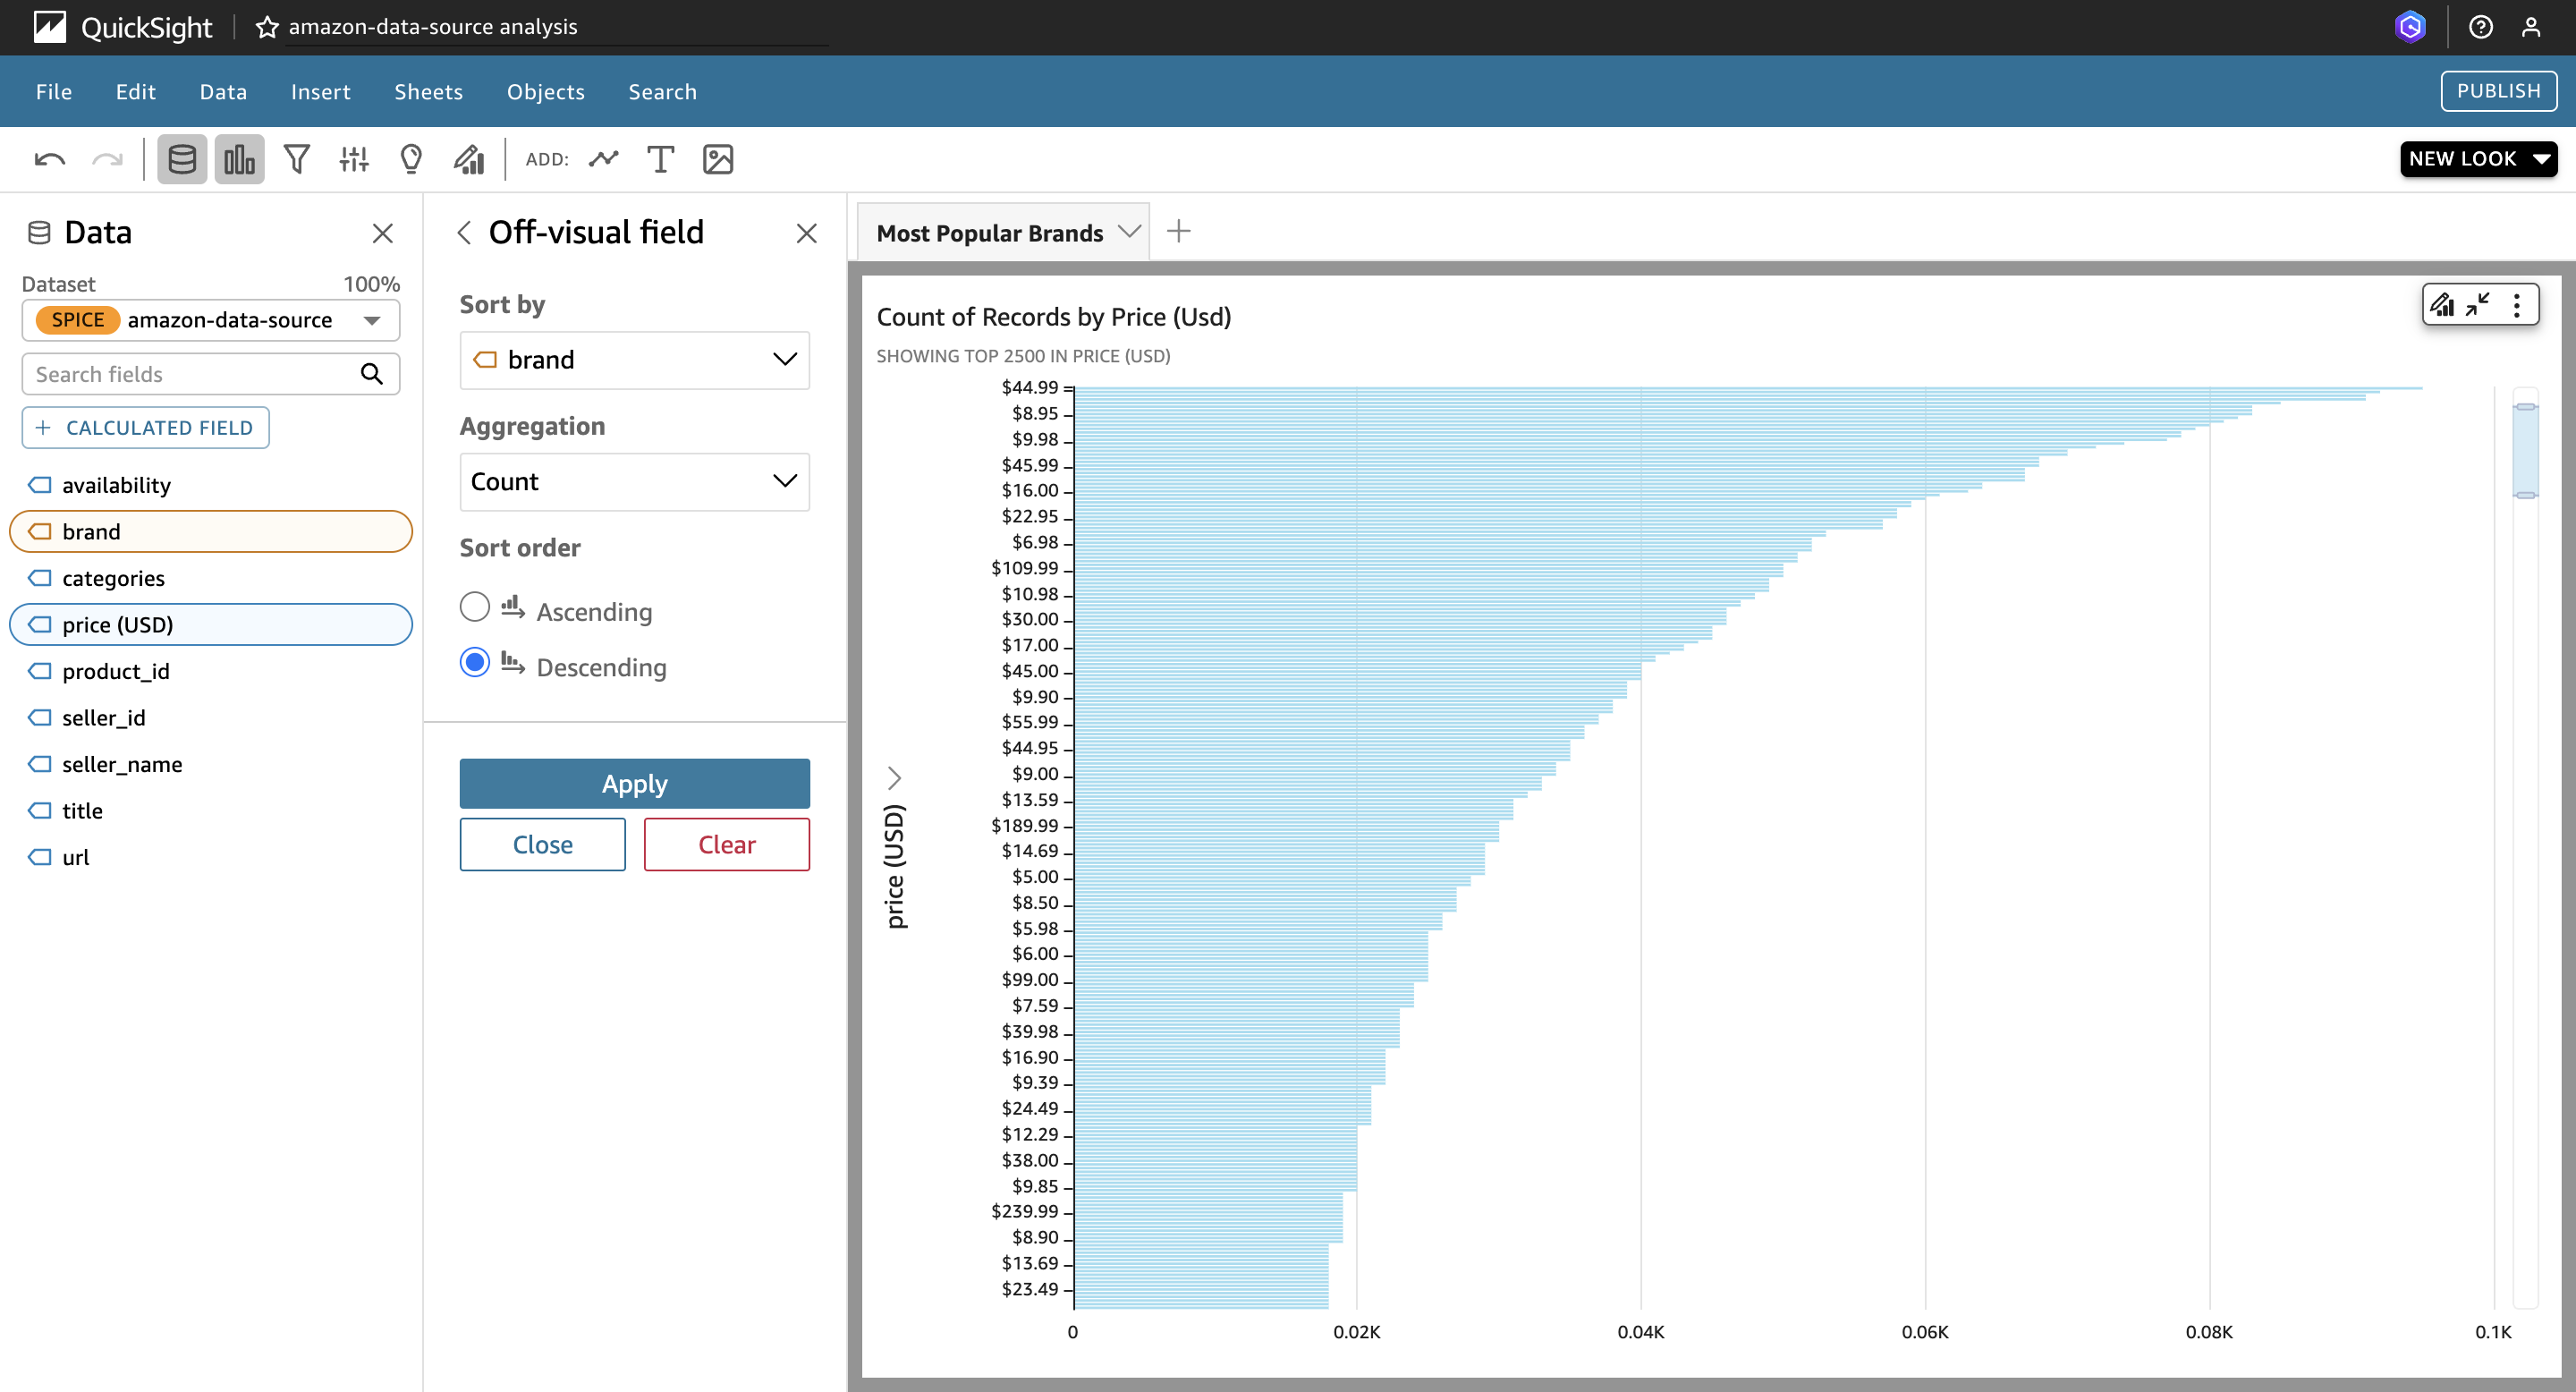 QuickSight
amazon-data-source analysis
File Edit Data Insert Sheets Objects Search
PUBLISH
ADD:
NEW LOOK
Data
Dataset 100%
SPICE amazon-data-source
Search fields
+ CALCULATED FIELD
availability
brand
categories
price (USD)
product_id
seller_id
seller_name
title
url
Off-visual field
Sort by
brand
Aggregation
Count
Sort order
Ascending
Descending
Apply
Close Clear
Most Popular Brands
Count of Records by Price (Usd)
SHOWING TOP 2500 IN PRICE (USD)
price (USD)
$44.99
$8.95
$9.98
$45.99
$16.00
$22.95
$6.98
$109.99
$10.98
$30.00
$17.00
$45.00
$9.90
$55.99
$44.95
$9.00
$13.59
$189.99
$14.69
$5.00
$8.50
$5.98
$6.00
$99.00
$7.59
$39.98
$16.90
$9.39
$24.49
$12.29
$38.00
$9.85
$239.99
$8.90
$13.69
$23.49
0 0.02K 0.04K 0.06K 0.08K 0.1K